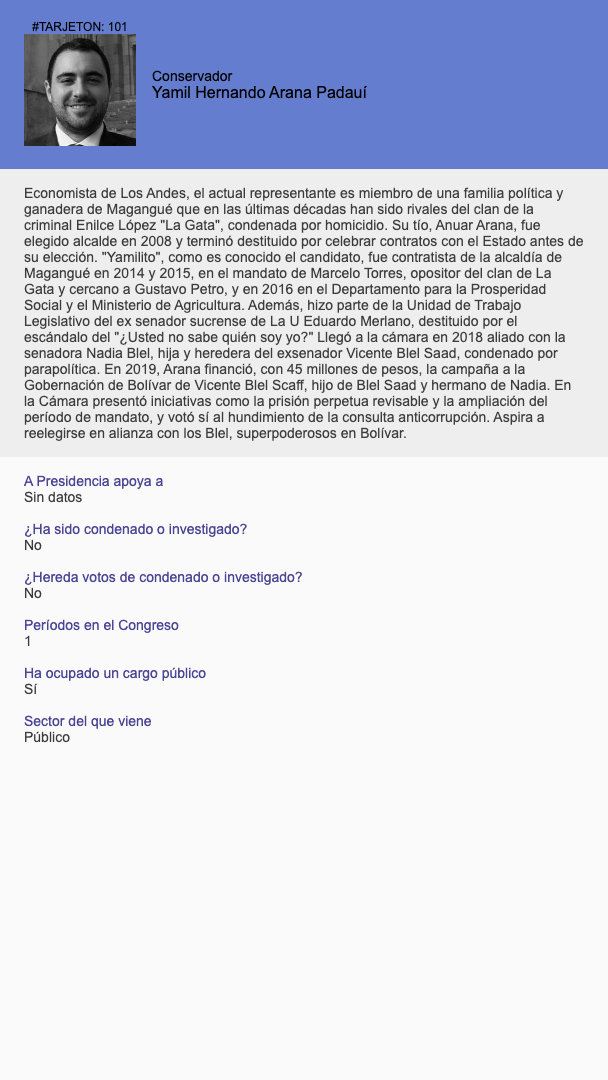 #TARJETON: 101
Conservador
Yamil Hernando Arana Padauí
Economista de Los Andes, el actual representante es miembro de una familia política y
ganadera de Magangué que en las últimas décadas han sido rivales del clan de la
criminal Enilce López "La Gata", condenada por homicidio. Su tío, Anuar Arana, fue
elegido alcalde en 2008 y terminó destituido por celebrar contratos con el Estado antes de
su elección. "Yamilito", como es conocido el candidato, fue contratista de la alcaldía de
Magangué en 2014 y 2015, en el mandato de Marcelo Torres, opositor del clan de La
Gata y cercano a Gustavo Petro, y en 2016 en el Departamento para la Prosperidad
Social y el Ministerio de Agricultura. Además, hizo parte de la Unidad de Trabajo
Legislativo del ex senador sucrense de La U Eduardo Merlano, destituido por el
escándalo del "¿Usted no sabe quién soy yo?" Llegó a la cámara en 2018 aliado con la
senadora Nadia Blel, hija y heredera del exsenador Vicente Blel Saad, condenado por
parapolítica. En 2019, Arana financió, con 45 millones de pesos, la campaña a la
Gobernación de Bolívar de Vicente Blel Scaff, hijo de Blel Saad y hermano de Nadia. En
la Cámara presentó iniciativas como la prisión perpetua revisable y la ampliación del
período de mandato, y votó sí al hundimiento de la consulta anticorrupción. Aspira a
reelegirse en alianza con los Blel, superpoderosos en Bolívar.
A Presidencia apoya a
Sin datos
¿Ha sido condenado o investigado?
No
¿Hereda votos de condenado o investigado?
No
Períodos en el Congreso
1
Ha ocupado un cargo público
Sí
Sector del que viene
Público